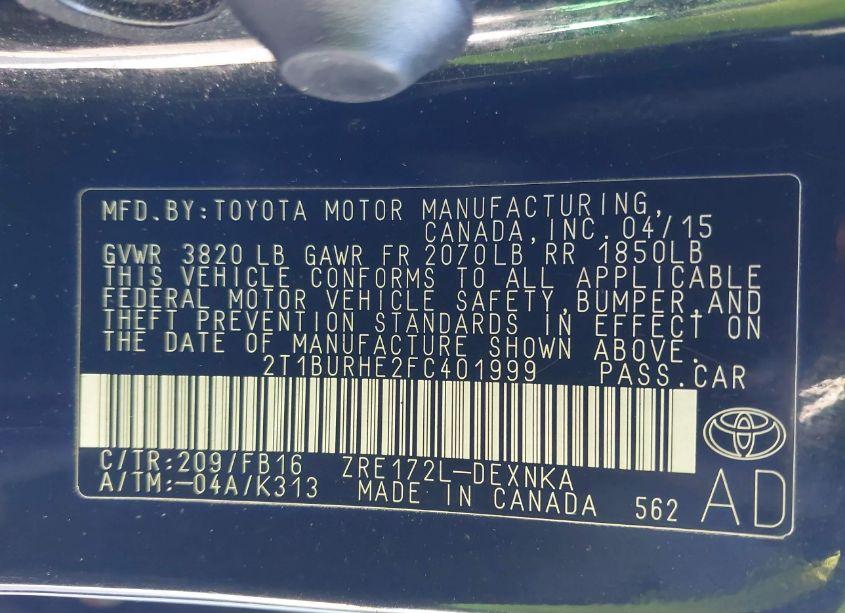 MFD.BY:TOYOTA MOTOR MANUFACTURING,
CANADA,INC. 04/15
GVWR 3820 LB GAWR FR 2070LB RR 1850LB
THIS VEHICLE CONFORMS TO ALL APPLICABLE
FEDERAL MOTOR VEHICLE SAFETY,BUMPER,AND
THEFT PREVENTION STANDARDS IN EFFECT ON
THE DATE OF MANUFACTURE SHOWN ABOVE.
2T1BURHE2FC401999 PASS.CAR
C/TR:209/FB16 ZRE172L-DEXNKA
A/TM:-04A/K313 MADE IN CANADA 562 AD